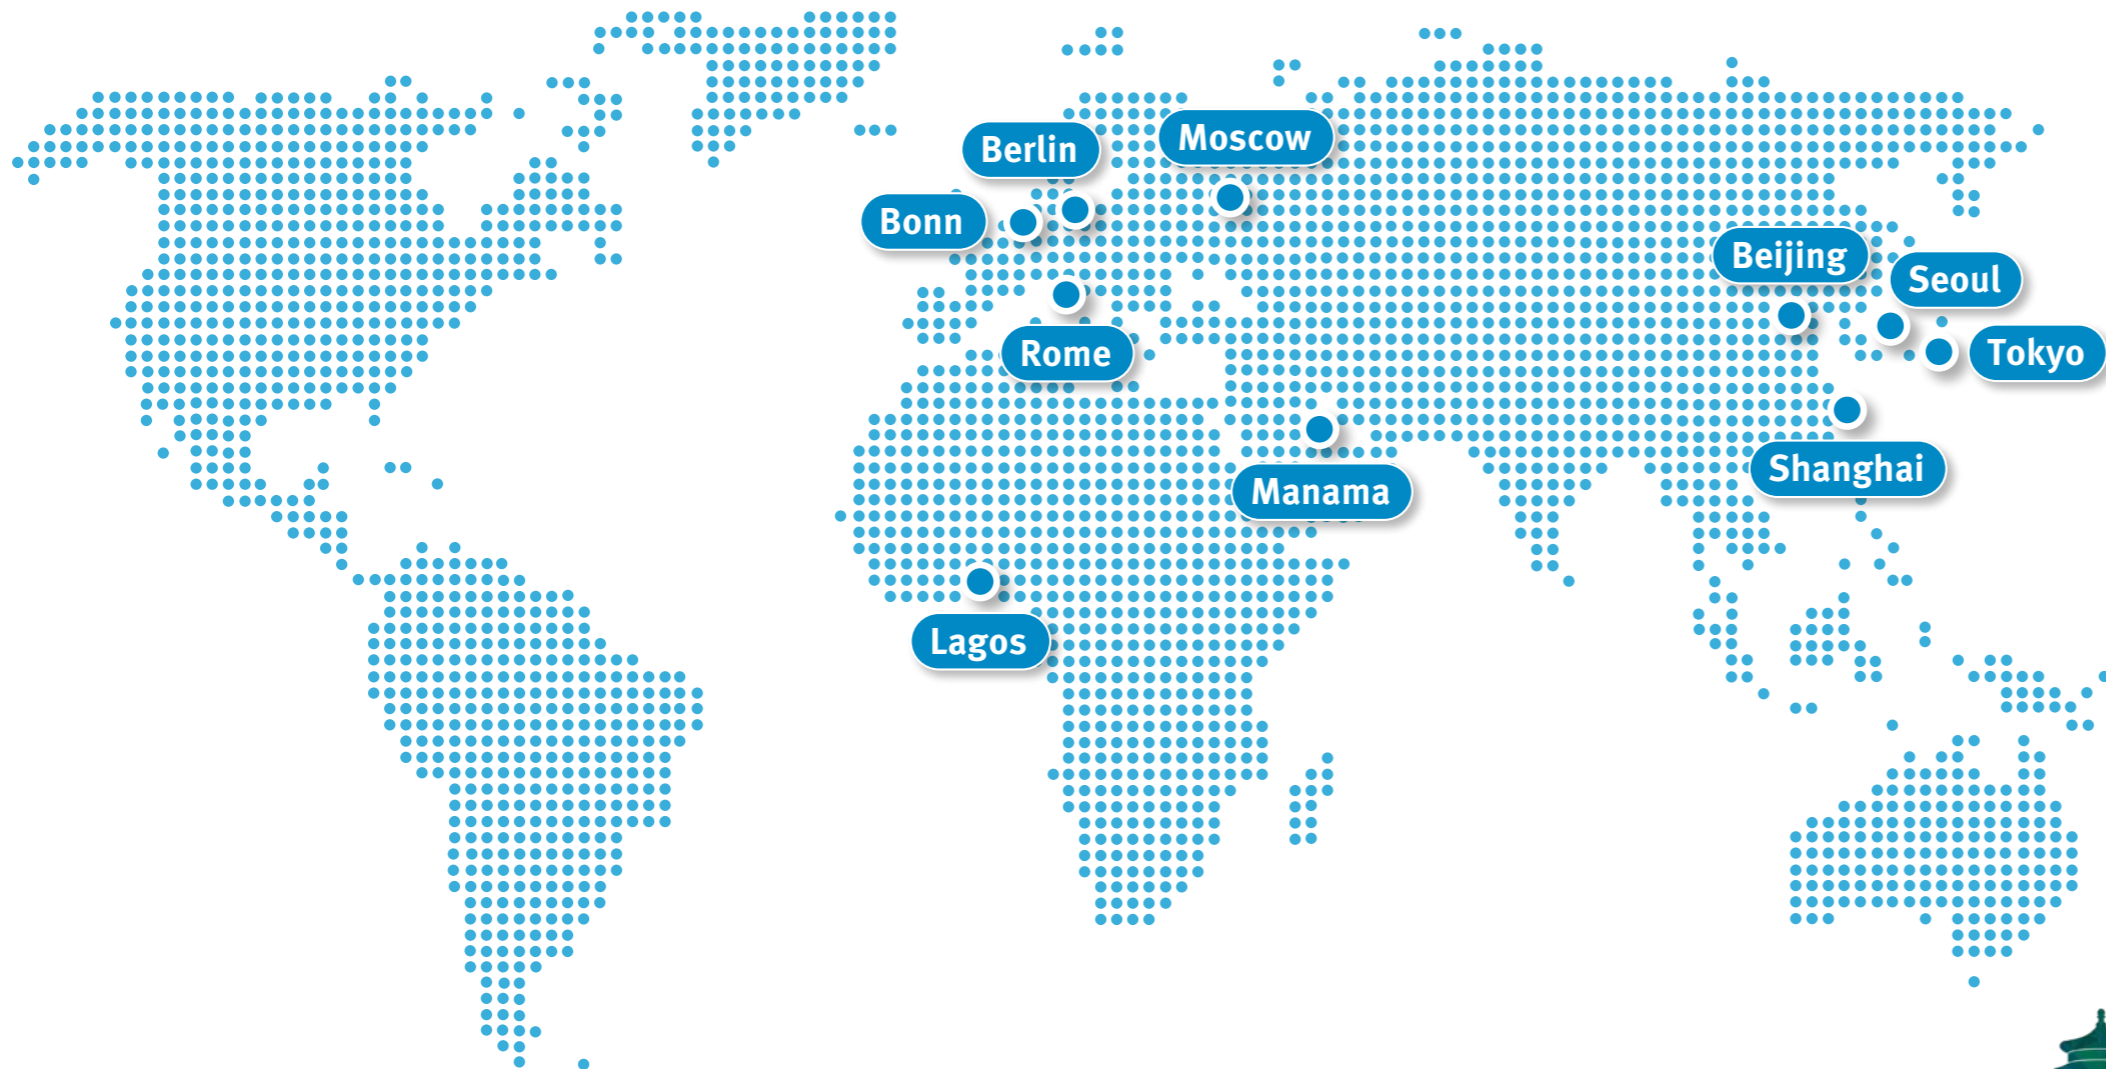 Moscow
Berlin
Bonn
Beijing
Seoul
Rome
Tokyo
Shanghai
Manama
Lagos